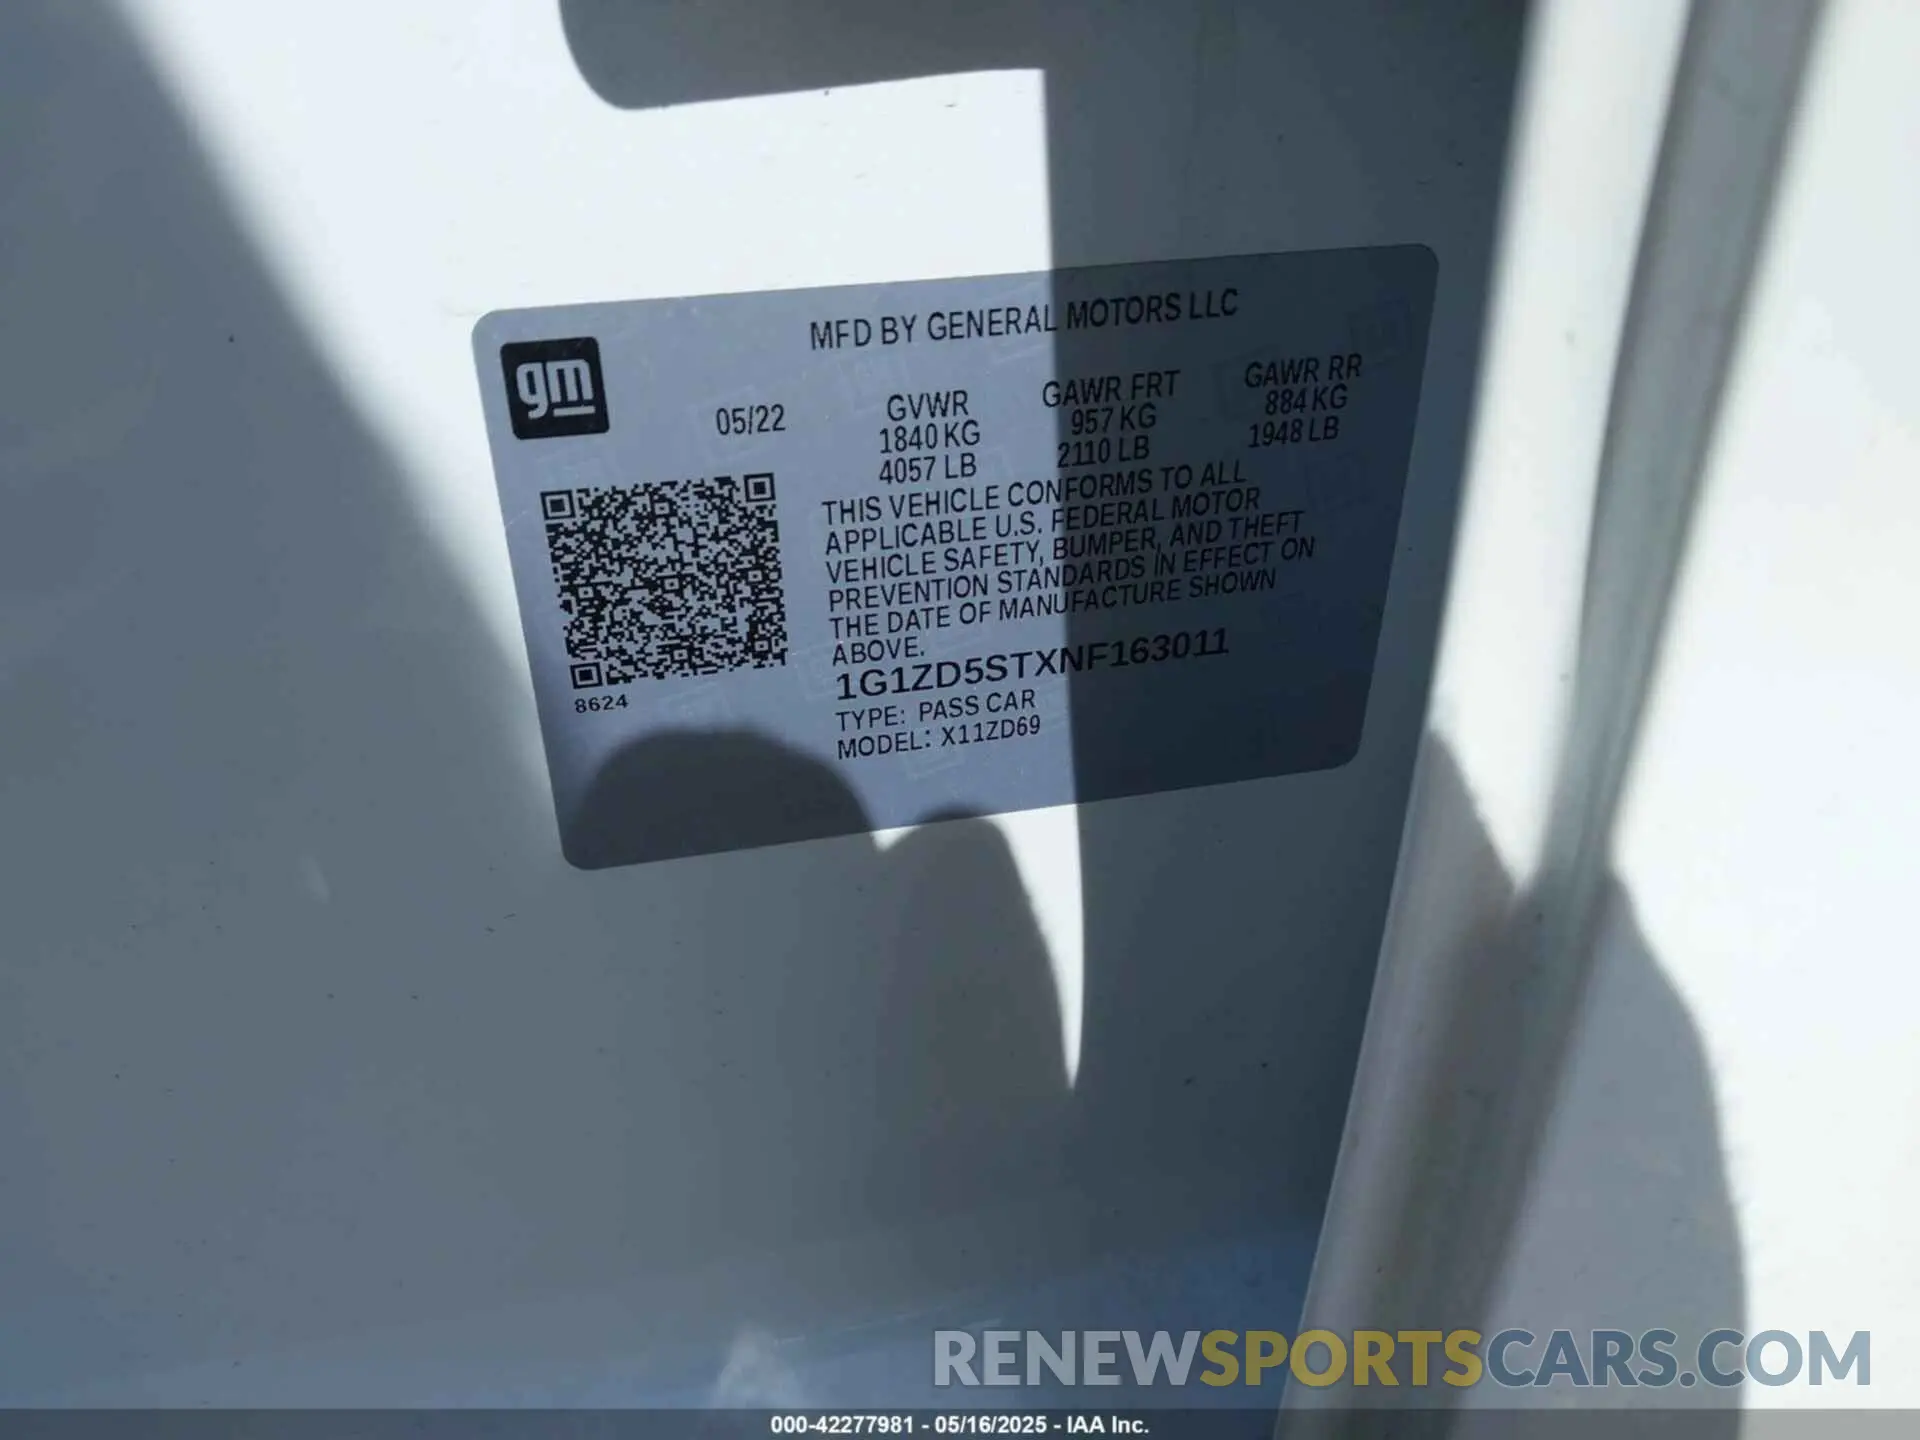 MFD BY GENERAL MOTORS LLC
gm
05/22
GVWR
1840 KG
4057 LB
GAWR FRT
957 KG
2110 LB
GAWR RR
884 KG
1948 LB
THIS VEHICLE CONFORMS TO ALL
APPLICABLE U.S. FEDERAL MOTOR
VEHICLE SAFETY, BUMPER, AND THEFT
PREVENTION STANDARDS IN EFFECT ON
THE DATE OF MANUFACTURE SHOWN
ABOVE.
1G1ZD5STXNF163011
8624
TYPE: PASS CAR
MODEL: X11ZD69
RENEWSPORTSCARS.COM
000-42277981 - 05/16/2025 - IAA Inc.